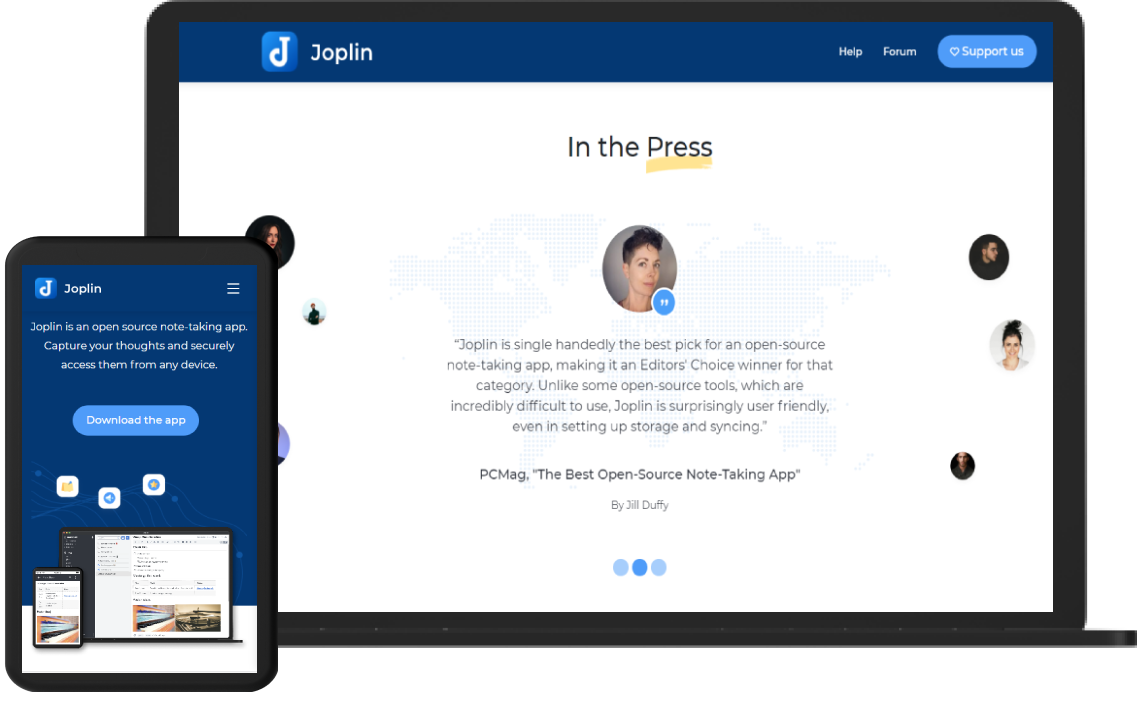 Joplin
Help
Forum
Support us
In the Press
“Joplin is single handedly the best pick for an open-source
note-taking app, making it an Editors' Choice winner for that
category. Unlike some open-source tools, which are
incredibly difficult to use, Joplin is surprisingly user friendly,
even in setting up storage and syncing.”
PCMag, "The Best Open-Source Note-Taking App"
By Jill Duffy
Joplin
Joplin is an open source note-taking app.
Capture your thoughts and securely
access them from any device.
Download the app